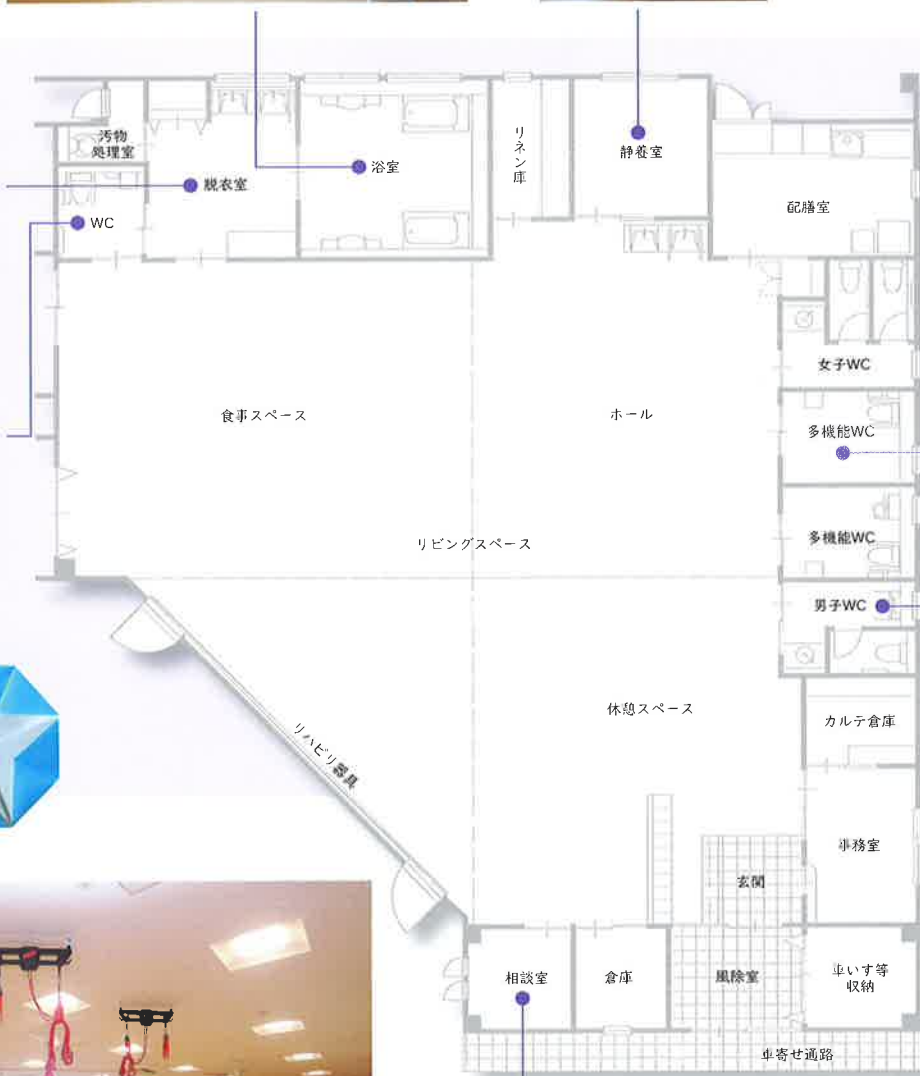 汚物
処理室
脱衣室
WC
浴室
リネン庫
静養室
配膳室
女子WC
食事スペース
ホール
多機能WC
リビングスペース
多機能WC
男子WC
休憩スペース
カルテ倉庫
リハビリ器具
事務室
玄関
相談室
倉庫
風除室
車いす等
収納
車寄せ通路